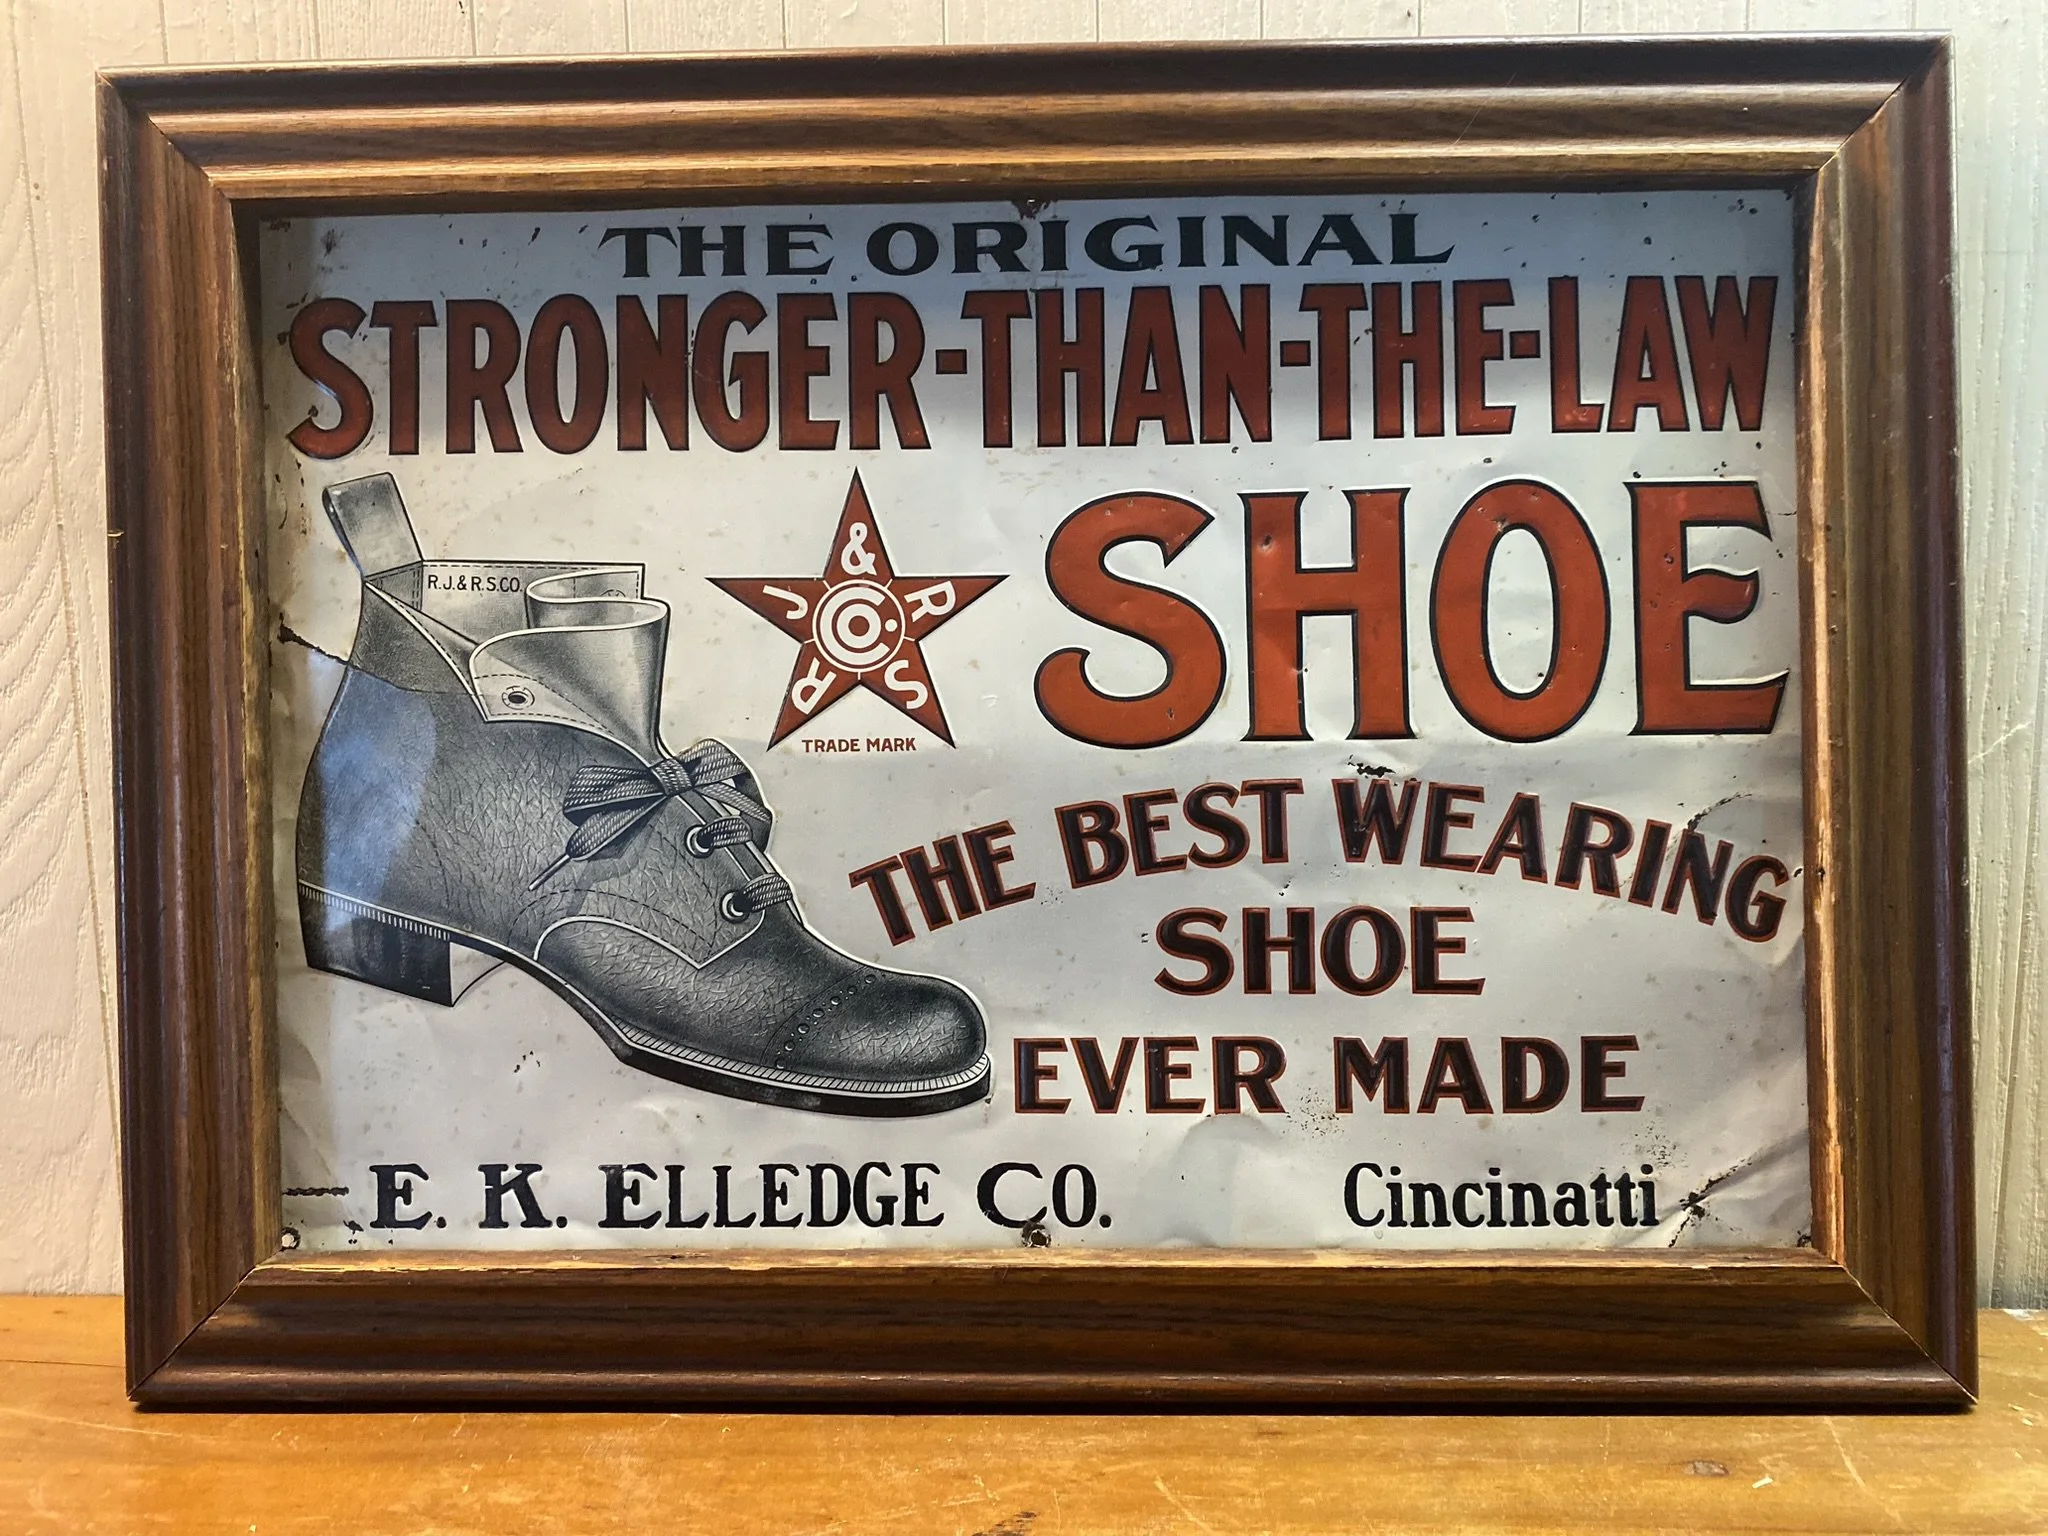 THE ORIGINAL
STRONGER-THAN-THE-LAW
SHOE
R.J.&R.S.CO.
R J & R S
Co.
TRADE MARK
THE BEST WEARING
SHOE
EVER MADE
E. K. ELLEDGE CO. Cincinatti